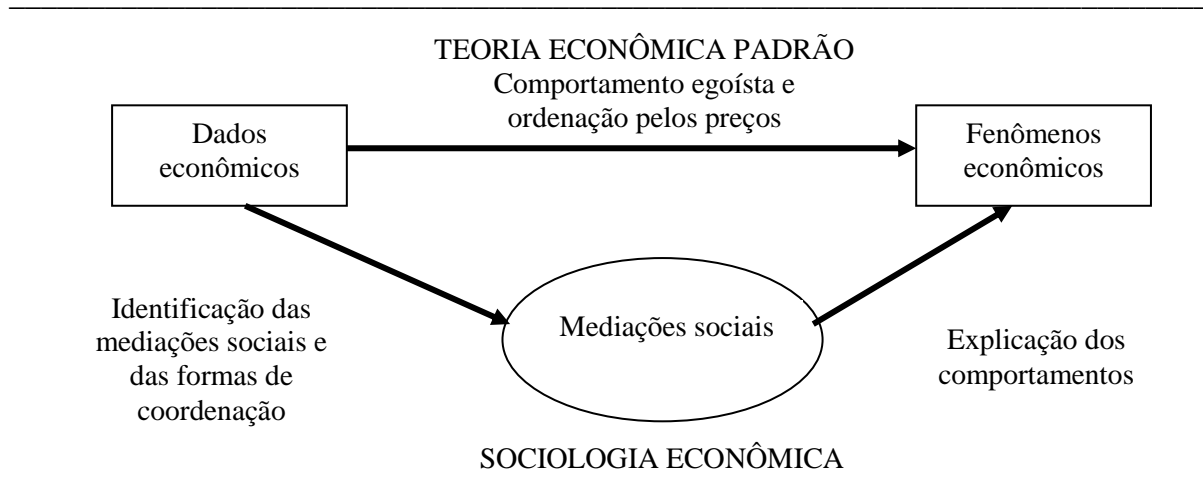 TEORIA ECONÔMICA PADRÃO
Comportamento egoísta e
ordenação pelos preços
Dados
econômicos
Fenômenos
econômicos
Identificação das
mediações sociais e
das formas de
coordenação
Mediações sociais
Explicação dos
comportamentos
SOCIOLOGIA ECONÔMICA